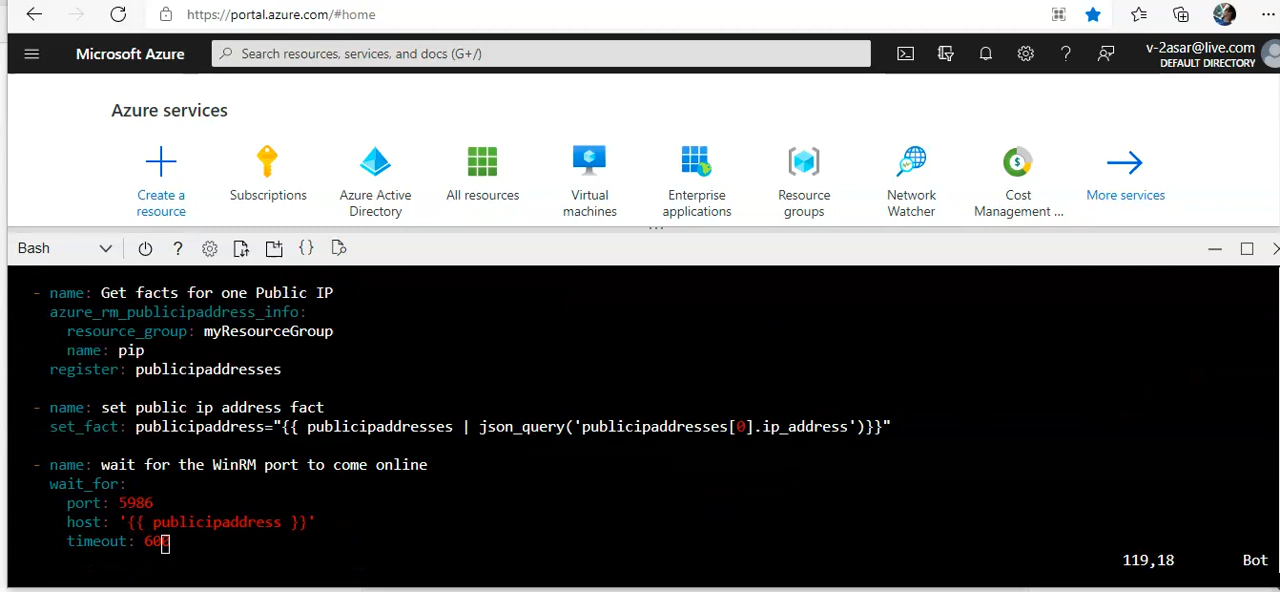 https://portal.azure.com/#home
Microsoft Azure
Search resources, services, and docs (G+/)
v-2asar@live.com
DEFAULT DIRECTORY
Azure services
Create a resource
Subscriptions
Azure Active Directory
All resources
Virtual machines
Enterprise applications
Resource groups
Network Watcher
Cost Management ...
More services
Bash
- name: Get facts for one Public IP
azure_rm_publicipaddress_info:
resource_group: myResourceGroup
name: pip
register: publicipaddresses
- name: set public ip address fact
set_fact: publicipaddress="{{ publicipaddresses | json_query('publicipaddresses[0].ip_address')}}"
- name: wait for the WinRM port to come online
wait_for:
port: 5986
host: '{{ publicipaddress }}'
timeout: 600
119,18 Bot